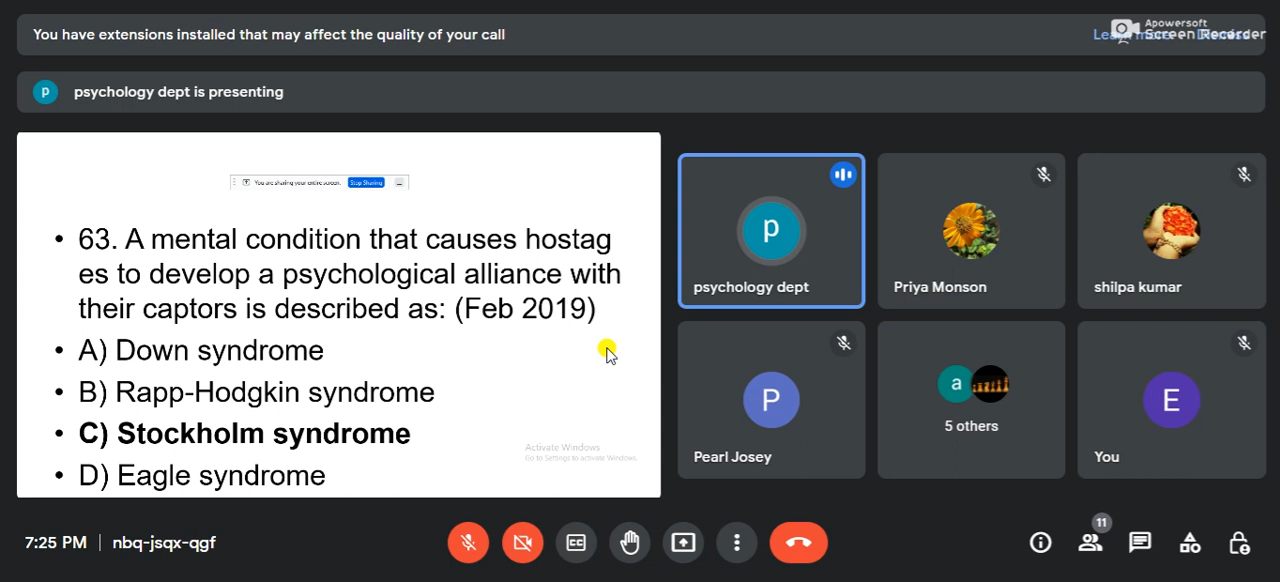 You have extensions installed that may affect the quality of your call
Apowersoft
Screen Recorder
p psychology dept is presenting
You are sharing your entire screen. Stop Sharing
• 63. A mental condition that causes hostag
es to develop a psychological alliance with
their captors is described as: (Feb 2019)
• A) Down syndrome
• B) Rapp-Hodgkin syndrome
• C) Stockholm syndrome
• D) Eagle syndrome
Activate Windows
Go to Settings to activate Windows.
p
psychology dept
Priya Monson
shilpa kumar
P
Pearl Josey
a
5 others
E
You
7:25 PM | nbq-jsqx-qgf
CC
11